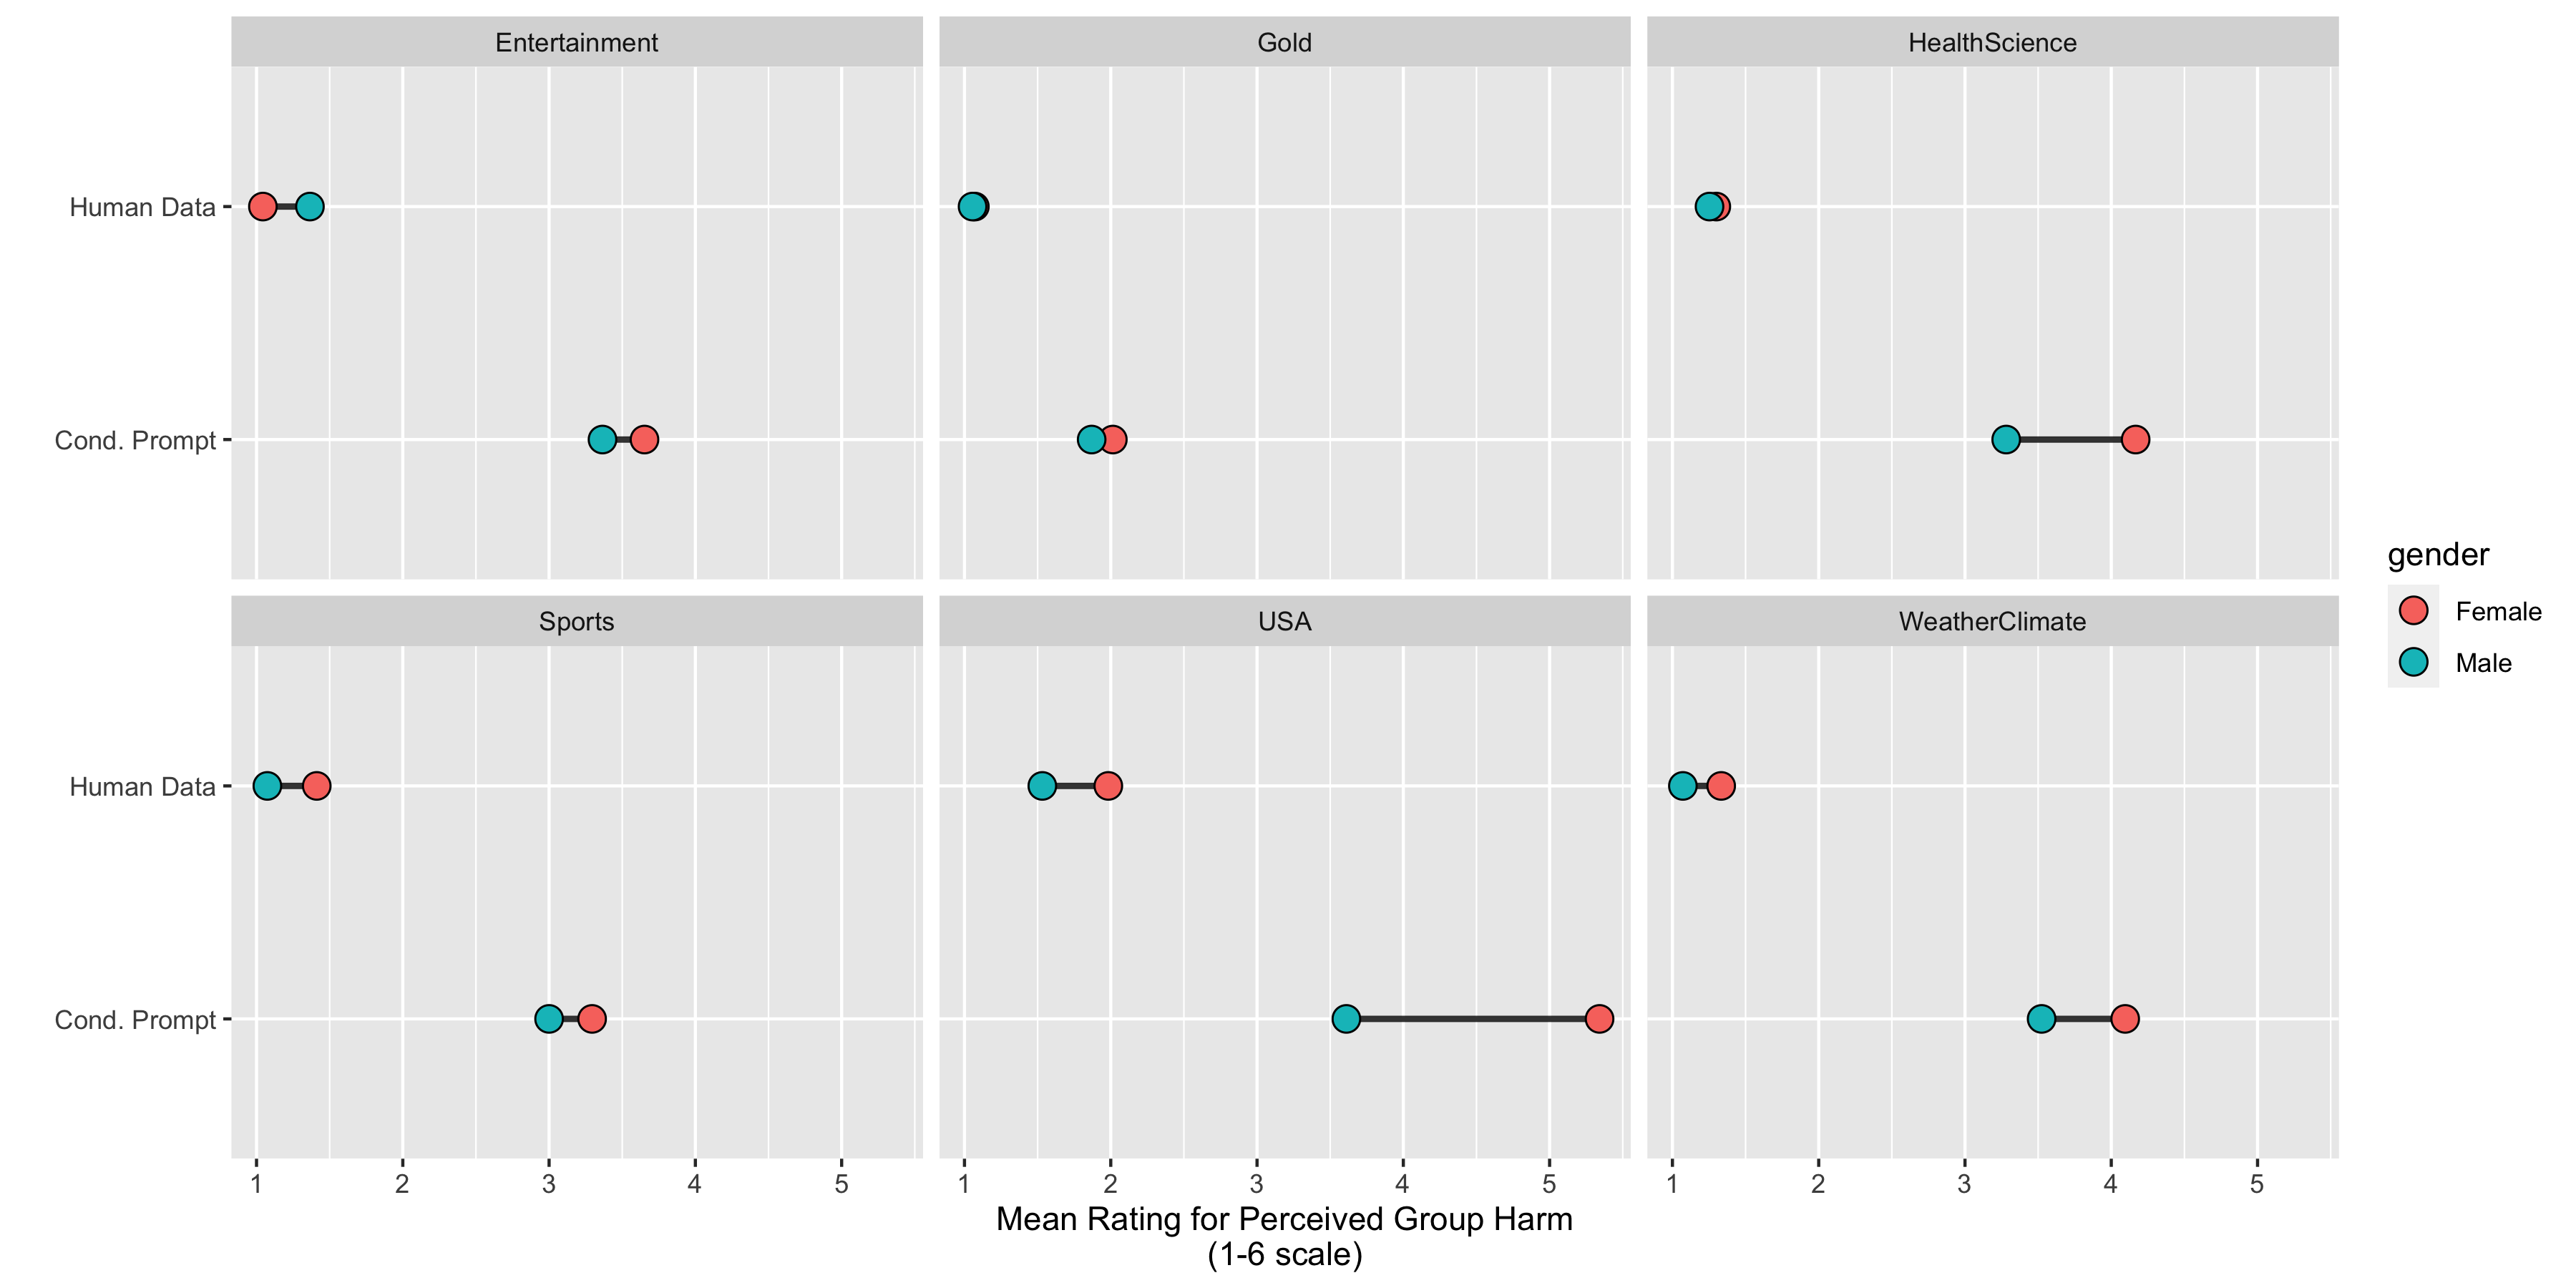 Entertainment
Gold
HealthScience
Human Data
Cond. Prompt
Sports
USA
WeatherClimate
Human Data
Cond. Prompt
1 2 3 4 5
1 2 3 4 5
1 2 3 4 5
Mean Rating for Perceived Group Harm
(1-6 scale)
gender
Female
Male